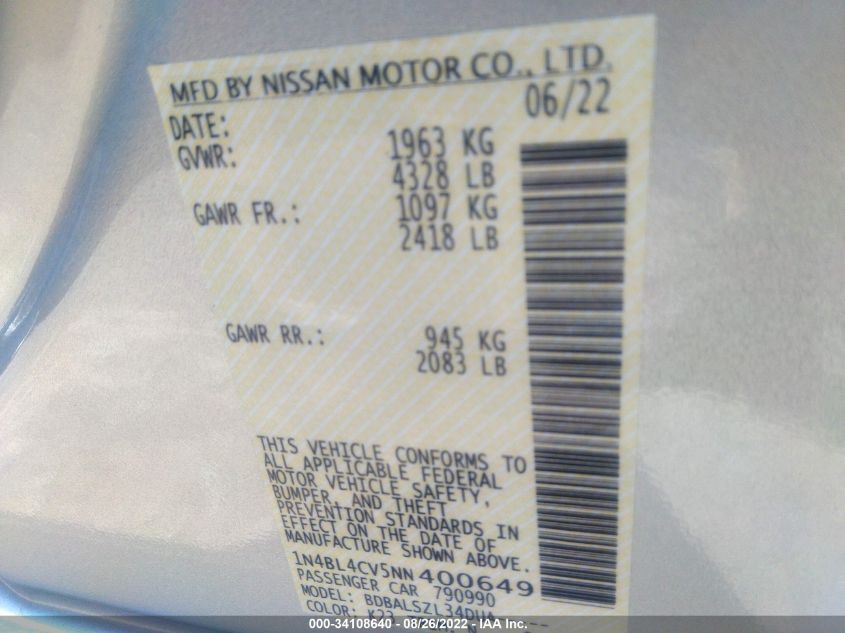 MFD BY NISSAN MOTOR CO., LTD.
DATE: 06/22
GVWR: 1963 KG
4328 LB
GAWR FR.: 1097 KG
2418 LB
GAWR RR.: 945 KG
2083 LB
THIS VEHICLE CONFORMS TO
ALL APPLICABLE FEDERAL
MOTOR VEHICLE SAFETY,
BUMPER, AND THEFT
PREVENTION STANDARDS IN
EFFECT ON THE DATE OF
MANUFACTURE SHOWN ABOVE.
1N4BL4CV5NN400649
PASSENGER CAR 790990
MODEL: BDBALSZL34DUA
COLOR: K23
000-34108640 - 08/26/2022 - IAA Inc.